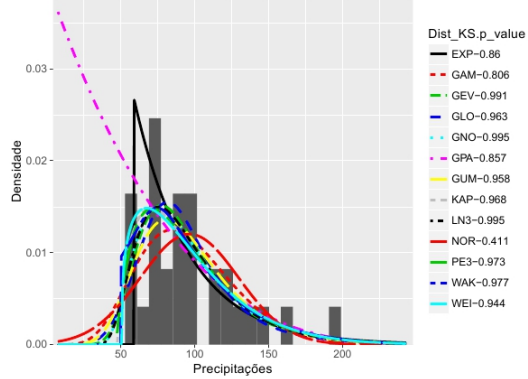 Dist_KS.p_value
EXP−0.86
GAM−0.806
GEV−0.991
GLO−0.963
GNO−0.995
GPA−0.857
GUM−0.958
KAP−0.968
LN3−0.995
NOR−0.411
PE3−0.973
WAK−0.977
WEI−0.944
Densidade
0.03
0.02
0.01
0.00
50 100 150 200
Precipitações